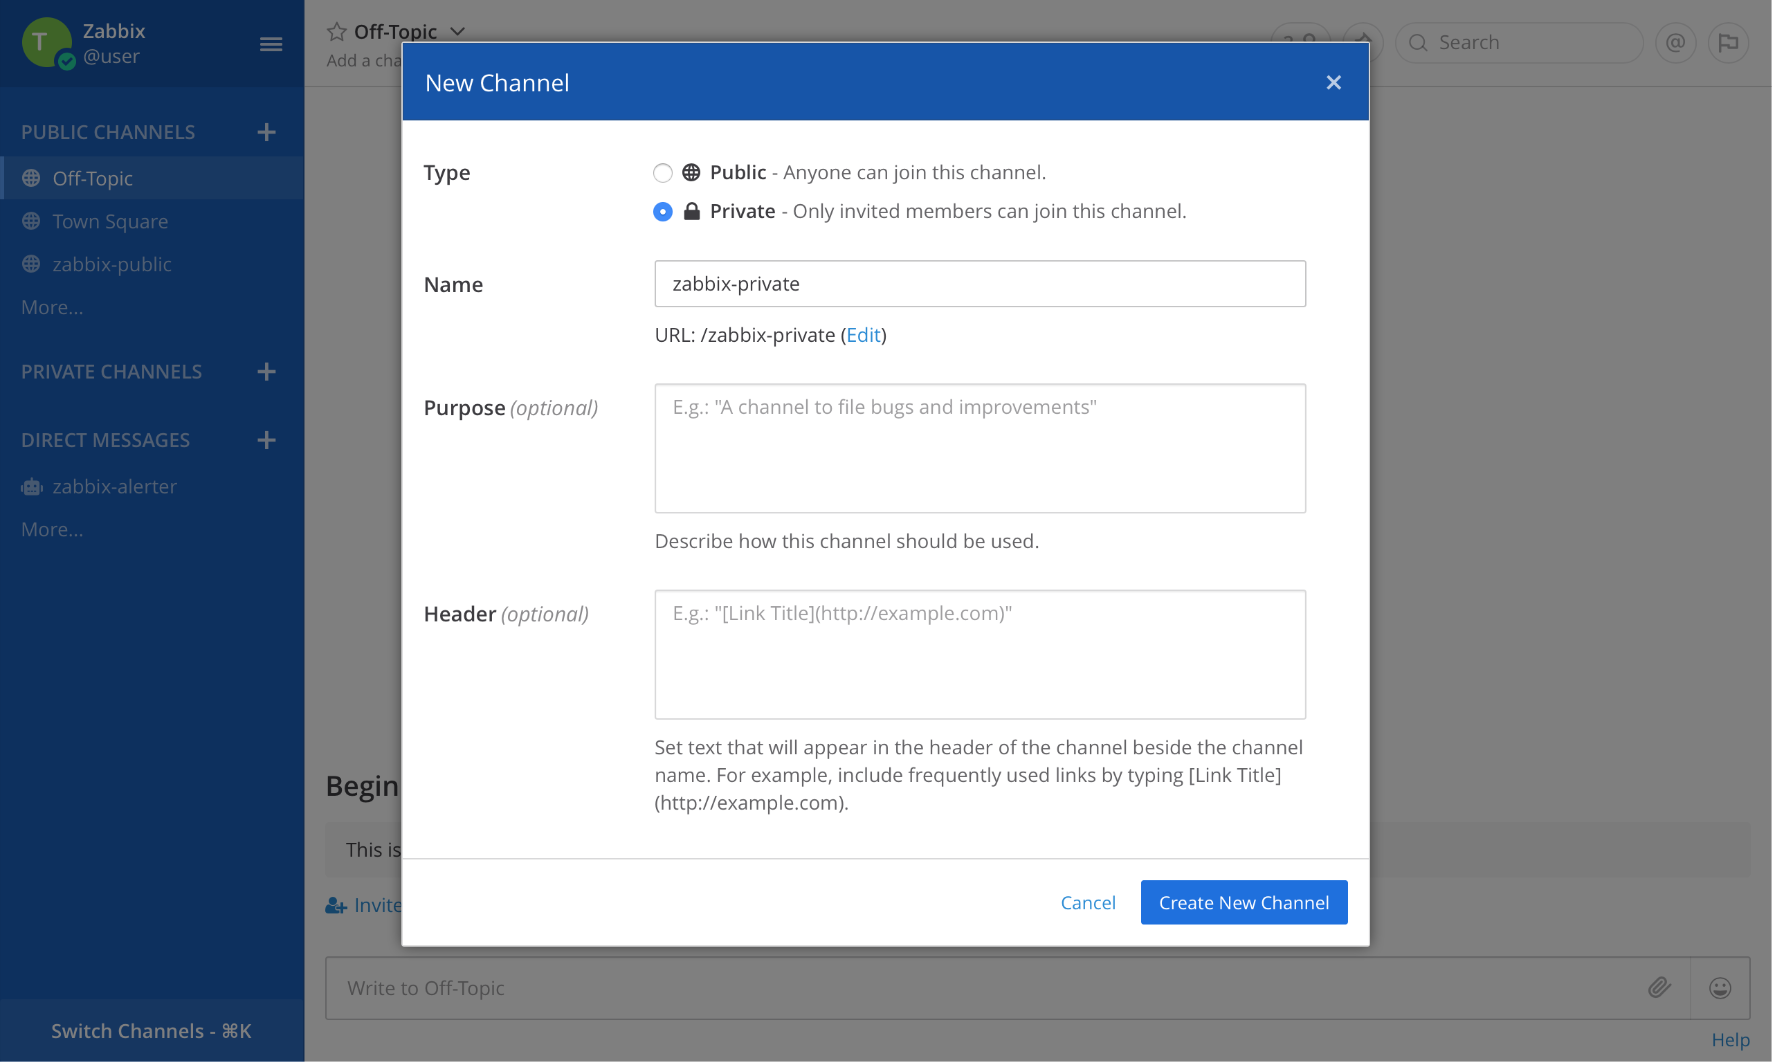 T
Zabbix
@user
PUBLIC CHANNELS
Off-Topic
Town Square
zabbix-public
More...
PRIVATE CHANNELS
DIRECT MESSAGES
zabbix-alerter
More...
Switch Channels - ⌘K
Off-Topic
Add a cha
Search
@
New Channel
Type
Public - Anyone can join this channel.
Private - Only invited members can join this channel.
Name
zabbix-private
URL: /zabbix-private (Edit)
Purpose (optional)
E.g.: "A channel to file bugs and improvements"
Describe how this channel should be used.
Header (optional)
E.g.: "[Link Title](http://example.com)"
Set text that will appear in the header of the channel beside the channel
name. For example, include frequently used links by typing [Link Title]
(http://example.com).
Cancel
Create New Channel
Begin
This is
Invite
Write to Off-Topic
Help